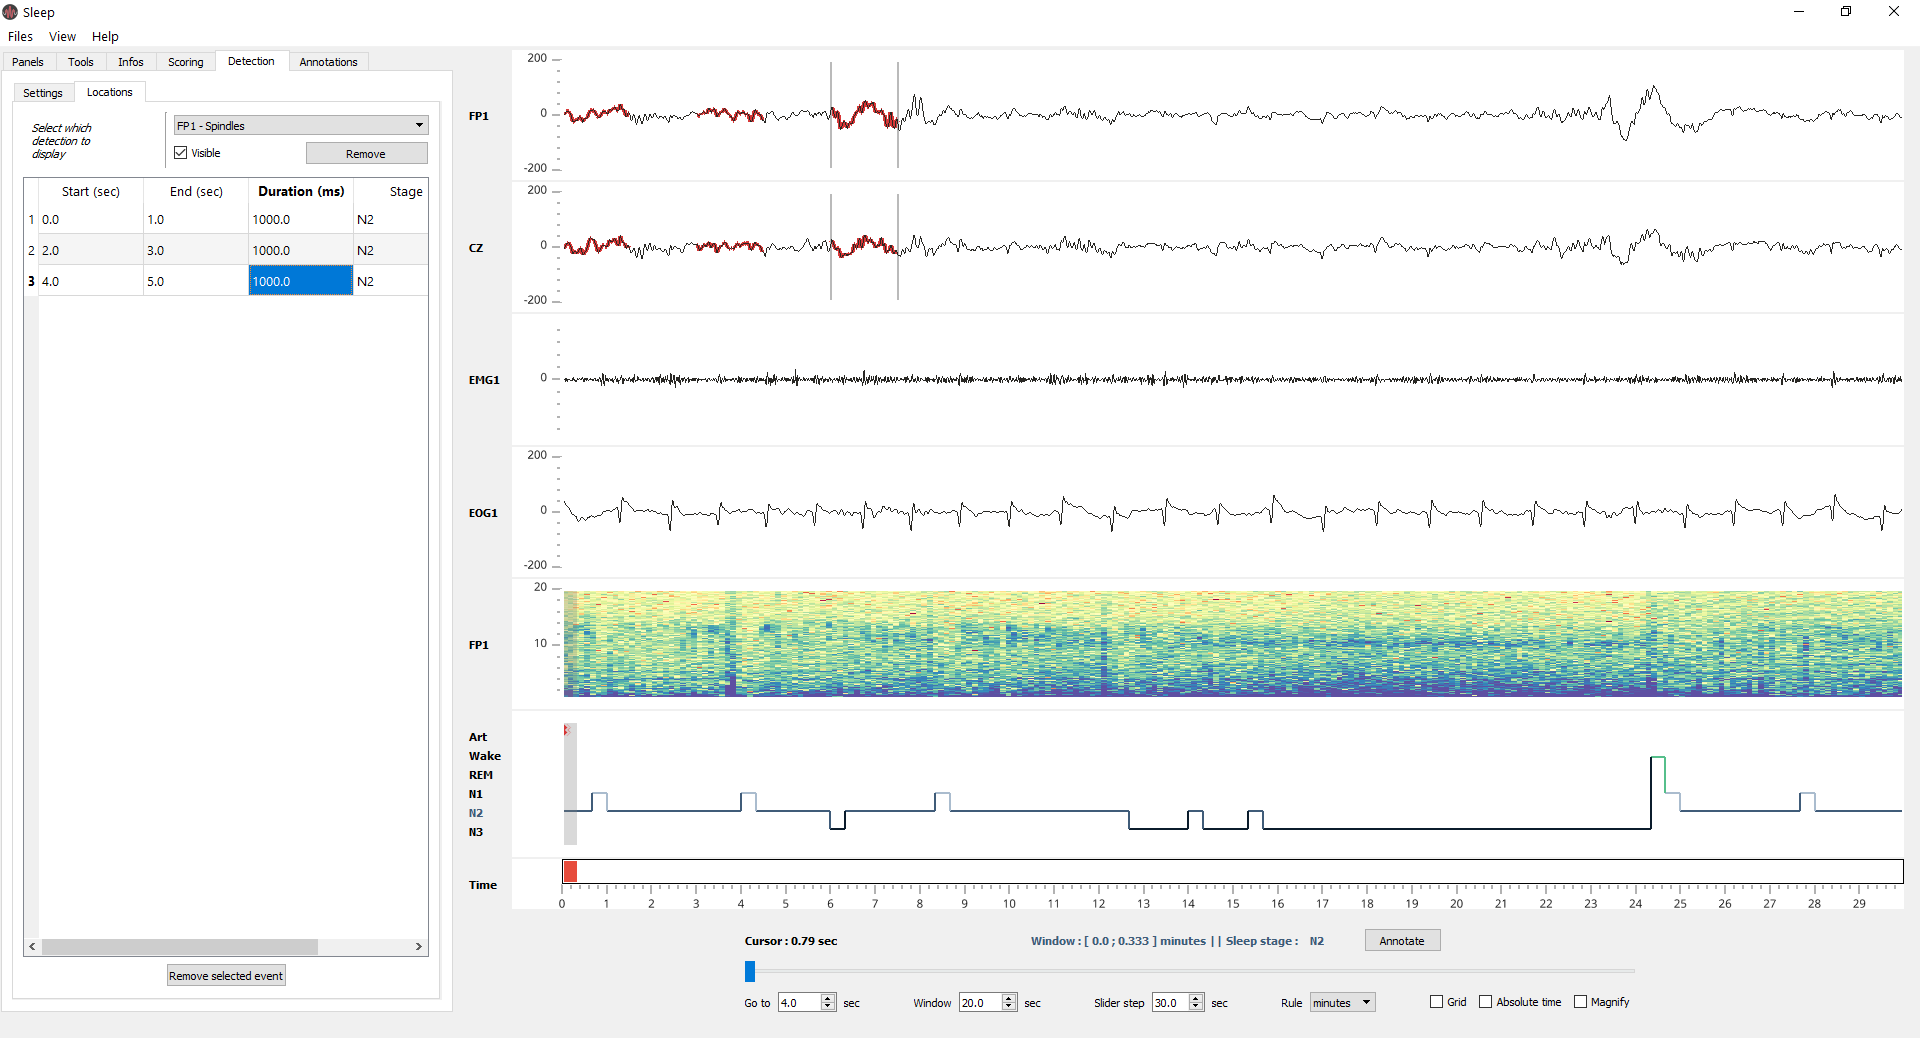 Sleep
Files View Help
Panels Tools Infos Scoring Detection Annotations
Settings Locations
Select which
detection to
display
FP1 - Spindles
Visible
Remove
Start (sec) End (sec) Duration (ms) Stage
1 0.0 1.0 1000.0 N2
2 2.0 3.0 1000.0 N2
3 4.0 5.0 1000.0 N2
Remove selected event
200
FP1 0
-200
200
CZ 0
-200
EMG1 0
200
EOG1 0
-200
20
FP1 10
Art
Wake
REM
N1
N2
N3
Time
0 1 2 3 4 5 6 7 8 9 10 11 12 13 14 15 16 17 18 19 20 21 22 23 24 25 26 27 28 29
Cursor : 0.79 sec Window : [ 0.0 ; 0.333 ] minutes || Sleep stage : N2 Annotate
Go to 4.0 sec Window 20.0 sec Slider step 30.0 sec Rule minutes Grid Absolute time Magnify